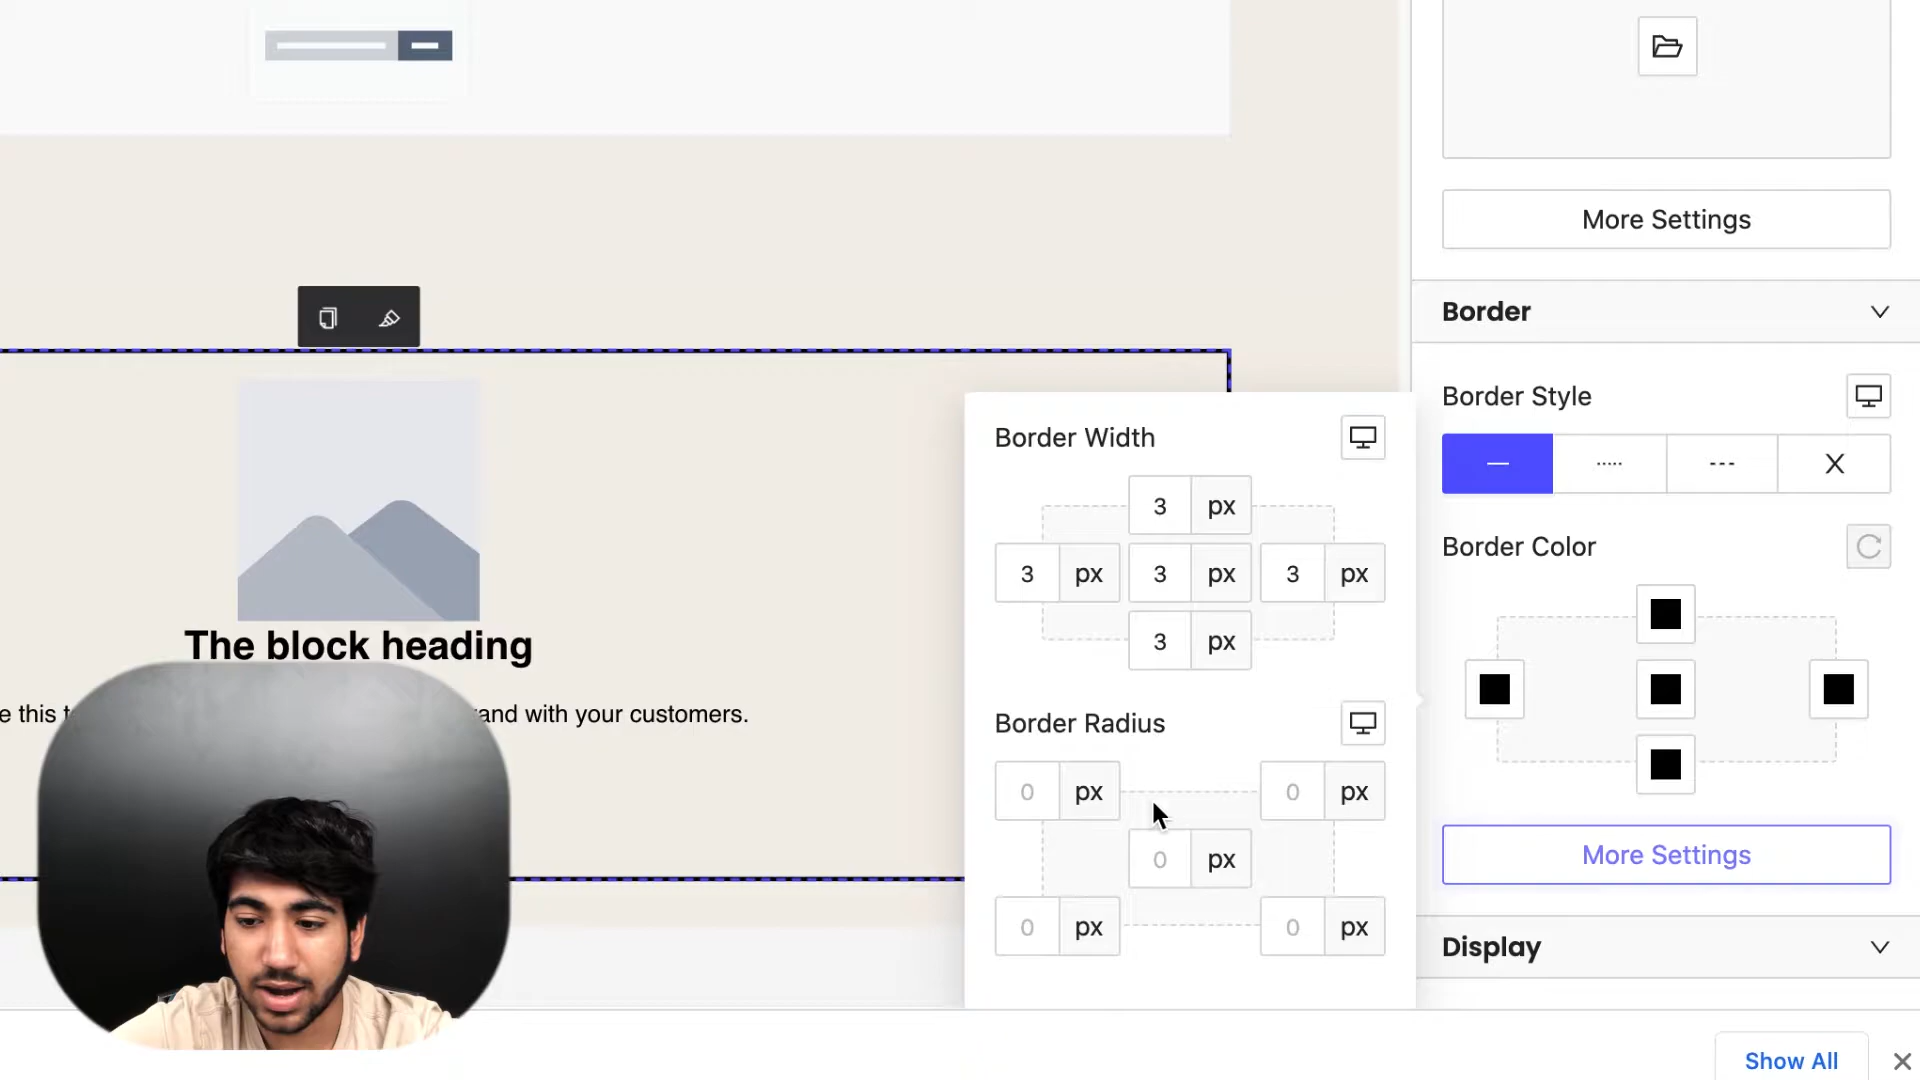 More Settings
Border
Border Style
Border Color
More Settings
Display
Show All
Border Width
3 px
3 px 3 px 3 px
3 px
Border Radius
0 px 0 px
0 px
0 px 0 px
The block heading
e this t
and with your customers.